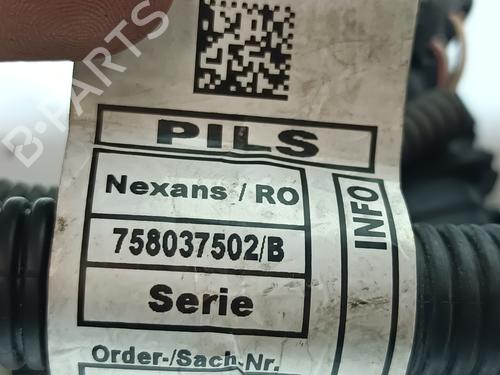 B-PARTS
PILS
Nexans / RO
INFO
758037502/B
Serie
Order-/Sach-Nr.